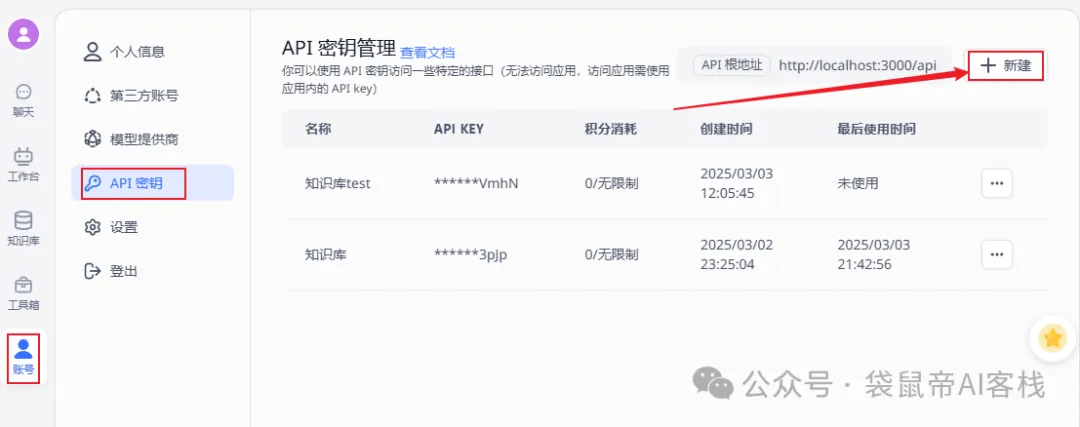 聊天
工作台
知识库
工具箱
账号
个人信息
第三方账号
模型提供商
API 密钥
设置
登出
API 密钥管理 查看文档
你可以使用 API 密钥访问一些特定的接口（无法访问应用，访问应用需使用
应用内的 API key）
API 根地址 http://localhost:3000/api
新建
名称 API KEY 积分消耗 创建时间 最后使用时间
知识库test ******VmhN 0/无限制 2025/03/03 12:05:45 未使用
知识库 ******3pJp 0/无限制 2025/03/02 23:25:04 2025/03/03 21:42:56
公众号 · 袋鼠帝AI客栈